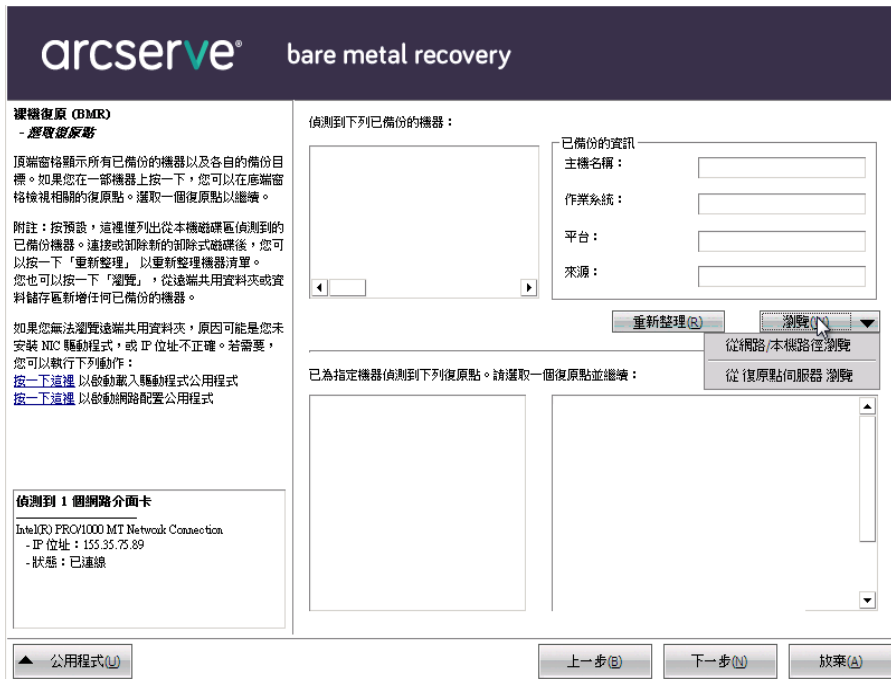 arcserve® bare metal recovery
裸機復原 (BMR)
- 選取復原點
頂端窗格顯示所有已備份的機器以及各自的備份目
標。如果您在一部機器上按一下，您可以在底端窗
格檢視相關的復原點。選取一個復原點以繼續。
附註：按預設，這裡僅列出從本機磁碟區偵測到的
已備份機器。連接或卸除新的卸除式磁碟後，您可
以按一下「重新整理」 以重新整理機器清單。
您也可以按一下「瀏覽」，從遠端共用資料夾或資
料儲存區新增任何已備份的機器。
如果您無法瀏覽遠端共用資料夾，原因可能是您未
安裝 NIC 驅動程式，或 IP 位址不正確。若需要，
您可以執行下列動作：
按一下這裡 以啟動載入驅動程式公用程式
按一下這裡 以啟動網路配置公用程式
偵測到 1 個網路介面卡
Intel(R) PRO/1000 MT Network Connection
- IP 位址：155.35.75.89
- 狀態：已連線
偵測到下列已備份的機器：
已備份的資訊
主機名稱：
作業系統：
平台：
來源：
重新整理(R)
瀏覽
從網路/本機路徑瀏覽
從 復原點伺服器 瀏覽
已為指定機器偵測到下列復原點。請選取一個復原點並繼續：
公用程式(U)
上一步(B)
下一步(N)
放棄(A)